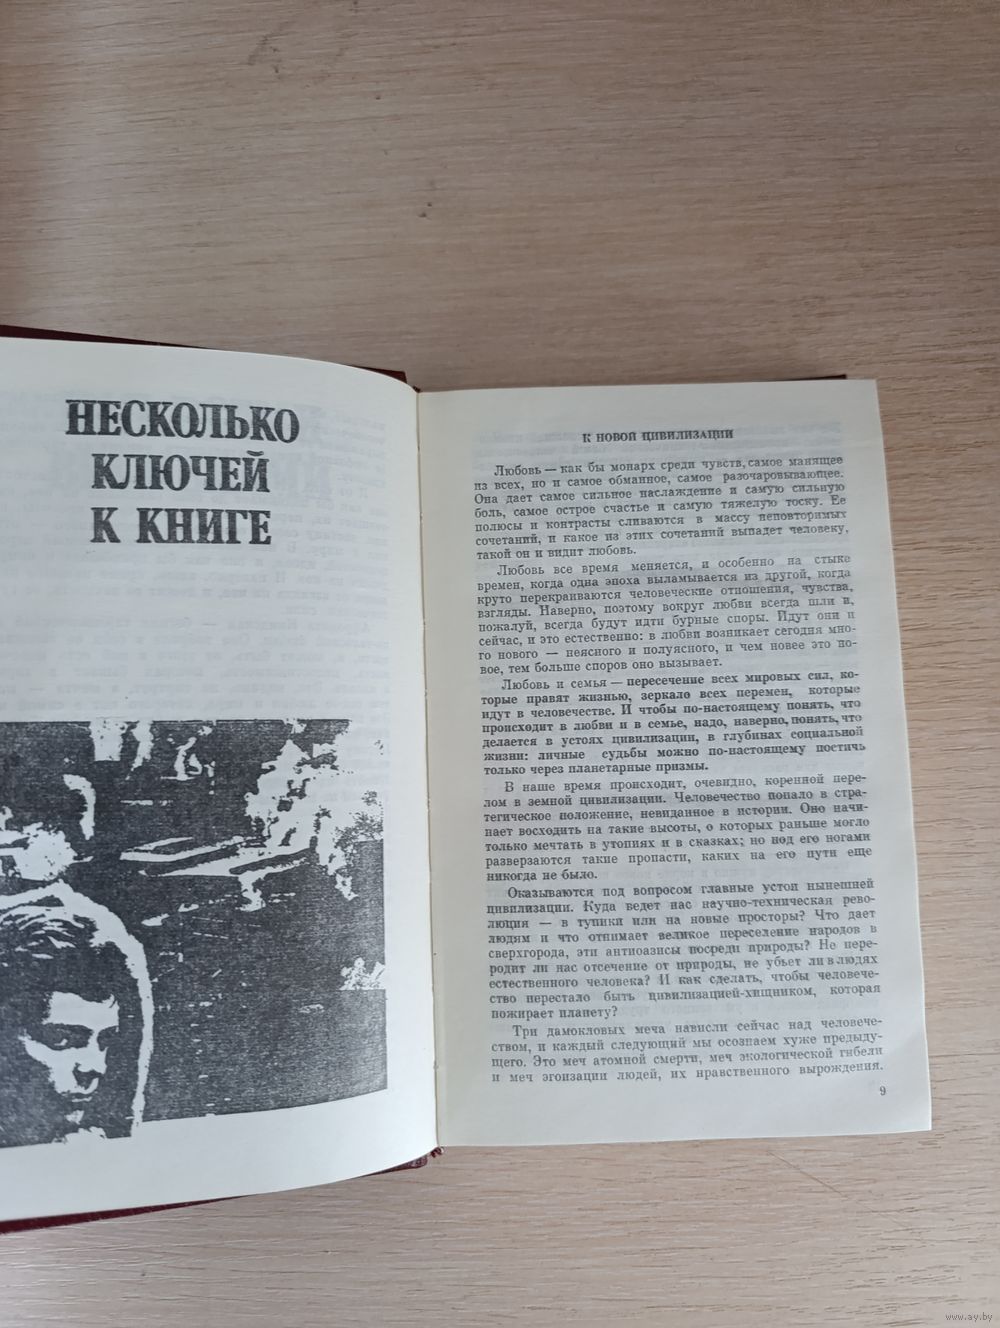 НЕСКОЛЬКО
КЛЮЧЕЙ
К КНИГЕ
К НОВОЙ ЦИВИЛИЗАЦИИ
Любовь — как бы монарх среди чувств, самое манящее
из всех, но и самое обманное, самое разочаровывающее.
Она дает самое сильное наслаждение и самую сильную
боль, самое острое счастье и самую тяжелую тоску. Ее
полюсы и контрасты сливаются в массу неповторимых
сочетаний, и какое из этих сочетаний выпадет человеку,
такой он и видит любовь.
Любовь все время меняется, и особенно на стыке
времен, когда одна эпоха выламывается из другой, когда
круто перекраиваются человеческие отношения, чувства,
взгляды. Наверно, поэтому вокруг любви всегда шли и,
пожалуй, всегда будут идти бурные споры. Идут они и
сейчас, и это естественно: в любви возникает сегодня мно-
го нового — неясного и полуясного, и чем новее это но-
вое, тем больше споров оно вызывает.
Любовь и семья — пересечение всех мировых сил, ко-
торые правят жизнью, зеркало всех перемен, которые
идут в человечестве. И чтобы по-настоящему понять, что
происходит в любви и в семье, надо, наверно, понять, что
делается в устоях цивилизации, в глубинах социальной
жизни: личные судьбы можно по-настоящему постичь
только через планетарные призмы.
В наше время происходит, очевидно, коренной пере-
лом в земной цивилизации. Человечество попало в стра-
тегическое положение, невиданное в истории. Оно начи-
нает восходить на такие высоты, о которых раньше могло
только мечтать в утопиях и в сказках; но под его ногами
разверзаются такие пропасти, каких на его пути еще
никогда не было.
Оказываются под вопросом главные устои нынешней
цивилизации. Куда ведет нас научно-техническая рево-
люция — в тупики или на новые просторы? Что дает
людям и что отнимает великое переселение народов в
сверхгорода, эти антиоазисы посреди природы? Не пере-
родит ли нас отсечение от природы, не убьет ли в людях
естественного человека? И как сделать, чтобы человече-
ство перестало быть цивилизацией-хищником, которая
пожирает планету?
Три дамокловых меча нависли сейчас над человече-
ством, и каждый следующий мы осознаем хуже предыду-
щего. Это меч атомной смерти, меч экологической гибели
и меч эгоизации людей, их нравственного вырождения.
9
www.ay.by